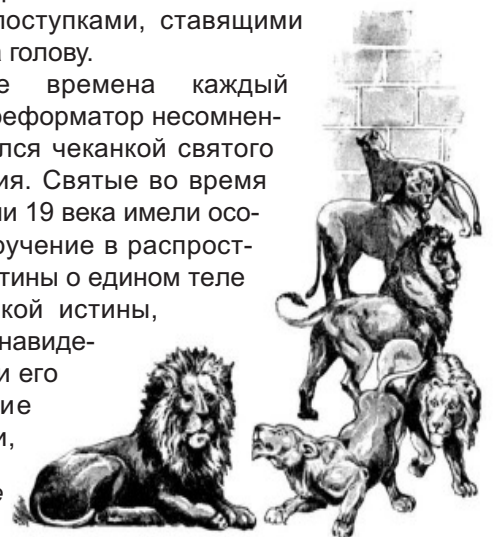 поступками, ставящими
голову.
времена каждый
реформатор несомнен-
лся чеканкой святого
ия. Святые во время
ии 19 века имели осо-
ручение в распрост-
тины о едином теле
кой истины,
навиде-
и его
ие
и,
е